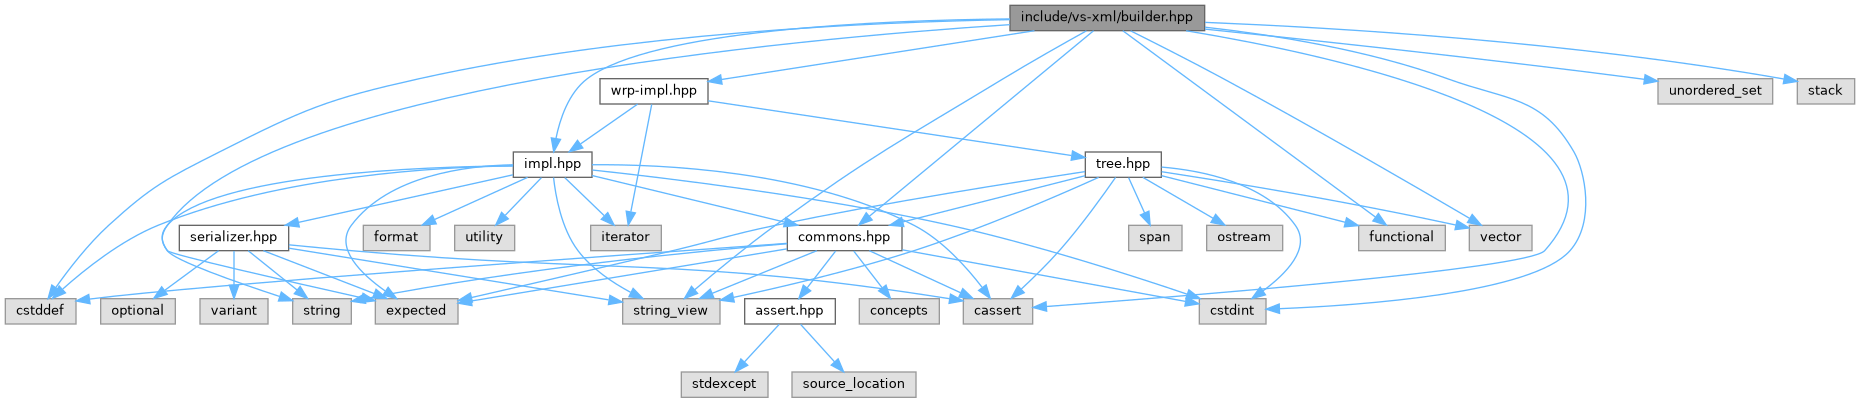 include/vs-xml/builder.hpp
wrp-impl.hpp
unordered_set
stack
impl.hpp
tree.hpp
serializer.hpp
format
utility
iterator
commons.hpp
span
ostream
functional
vector
cstddef
optional
variant
string
expected
string_view
assert.hpp
concepts
cassert
cstdint
stdexcept
source_location